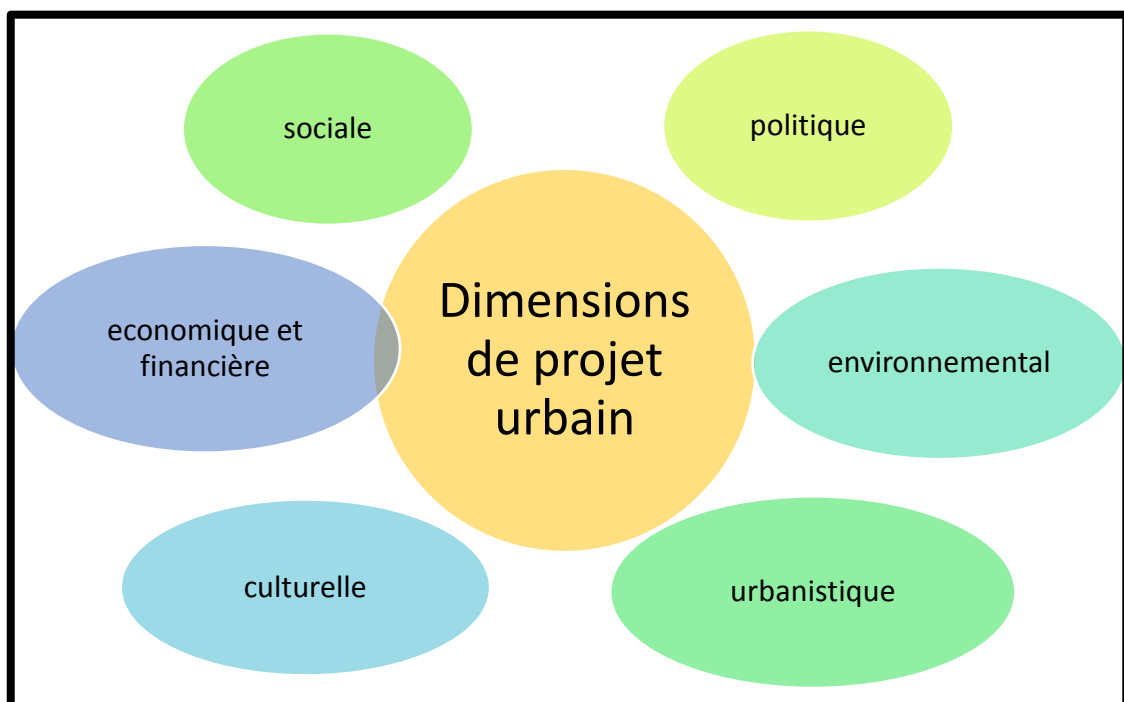 sociale
politique
Dimensions
de projet
urbain
economique et
financière
environnemental
culturelle
urbanistique